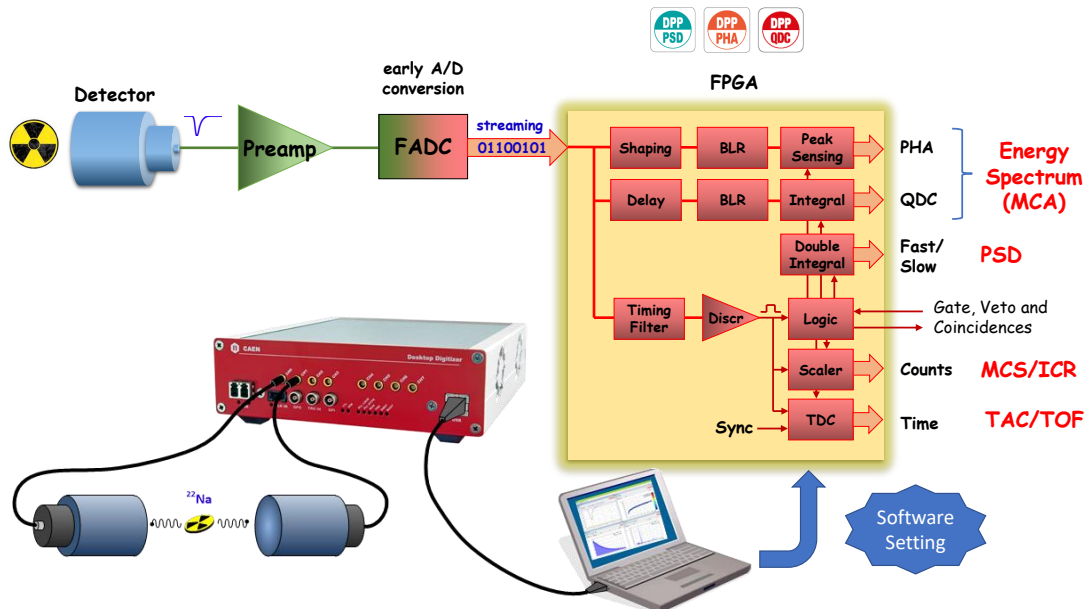 DPP
PSD
DPP
PHA
DPP
QDC
early A/D
conversion
FPGA
Detector
streaming
01100101
Preamp
FADC
Shaping
BLR
Peak
Sensing
PHA
Energy
Spectrum
(MCA)
Delay
BLR
Integral
QDC
Double
Integral
Fast/
Slow
PSD
Timing
Filter
Discr
Logic
Gate, Veto and
Coincidences
Scaler
Counts
MCS/ICR
TDC
Time
TAC/TOF
Sync
CAEN
Desktop Digitizer
22Na
Software
Setting